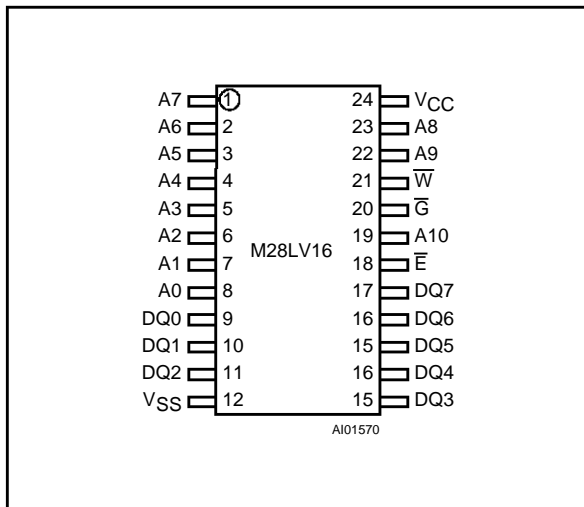 A7 1 24 VCC
A6 2 23 A8
A5 3 22 A9
A4 4 21 W̅
A3 5 20 G̅
A2 6 19 A10
M28LV16
A1 7 18 E̅
A0 8 17 DQ7
DQ0 9 16 DQ6
DQ1 10 15 DQ5
DQ2 11 16 DQ4
VSS 12 15 DQ3
AI01570